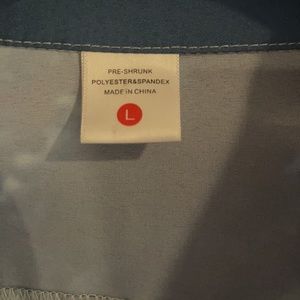 PRE-SHRUNK
POLYESTER&SPANDEX
MADE IN CHINA
L